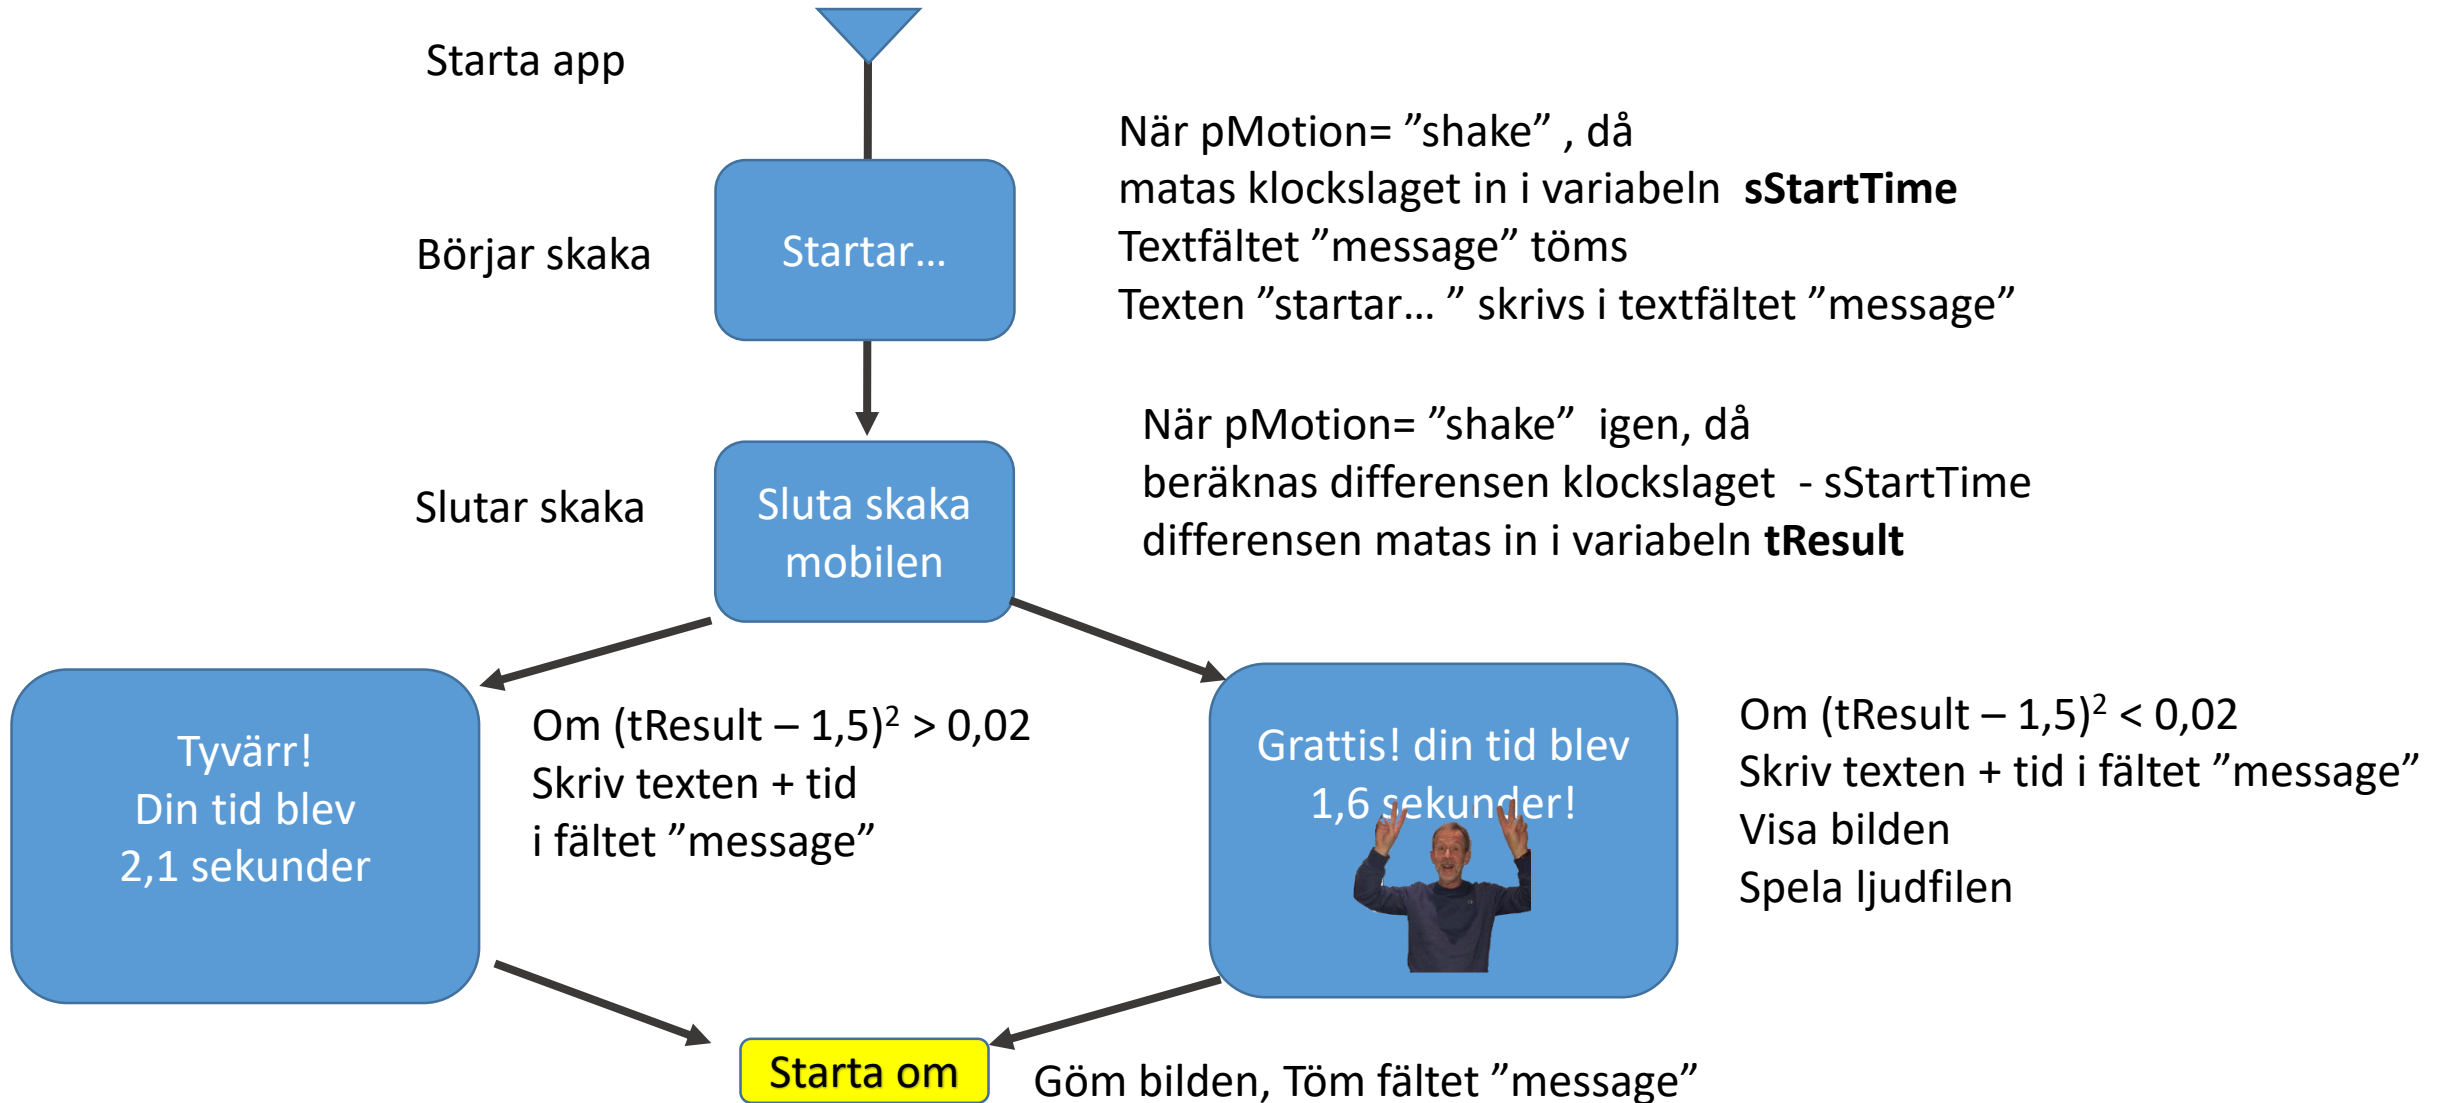 Starta app
När pMotion= ”shake” , då
matas klockslaget in i variabeln sStartTime
Textfältet ”message” töms
Texten ”startar… ” skrivs i textfältet ”message”
Börjar skaka
Startar…
När pMotion= ”shake” igen, då
beräknas differensen klockslaget - sStartTime
differensen matas in i variabeln tResult
Slutar skaka
Sluta skaka
mobilen
Tyvärr!
Din tid blev
2,1 sekunder
Om (tResult – 1,5)² > 0,02
Skriv texten + tid
i fältet ”message”
Grattis! din tid blev
1,6 sekunder!
Om (tResult – 1,5)² < 0,02
Skriv texten + tid i fältet ”message”
Visa bilden
Spela ljudfilen
Starta om
Göm bilden, Töm fältet ”message”